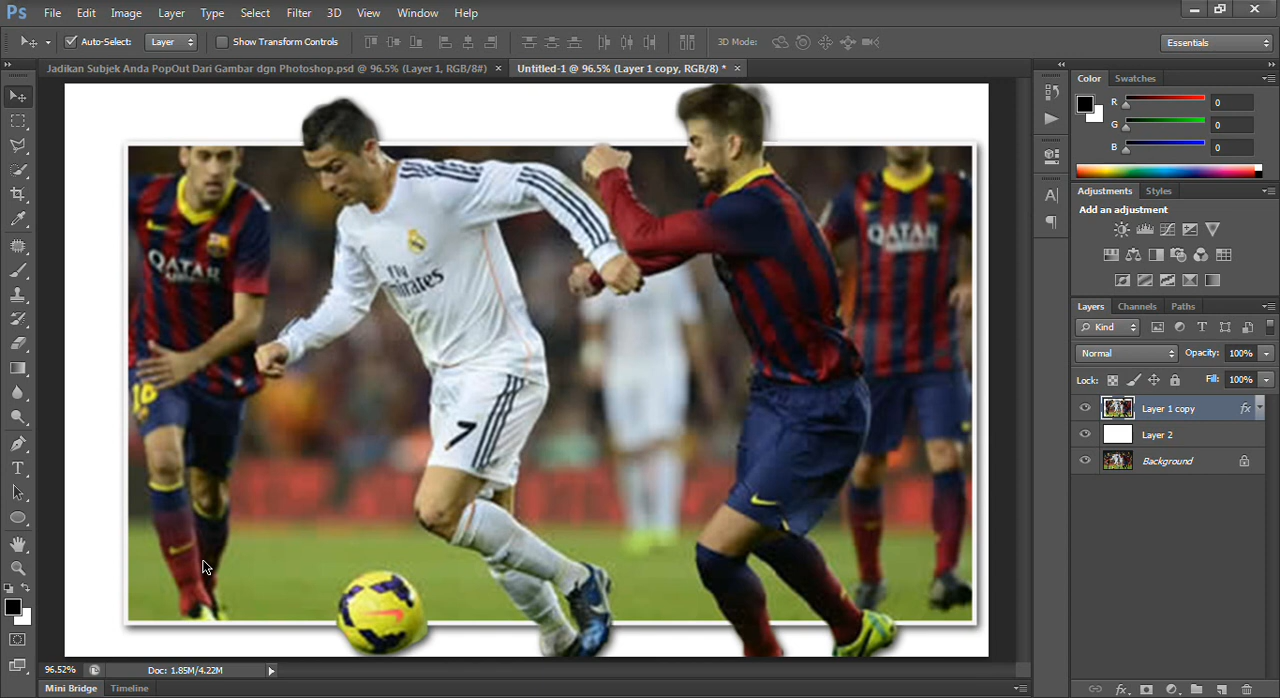 Ps File Edit Image Layer Type Select Filter 3D View Window Help
Auto-Select: Layer Show Transform Controls 3D Mode: Essentials
Jadikan Subjek Anda PopOut Dari Gambar dgn Photoshop.psd @ 96.5% (Layer 1, RGB/8#) × Untitled-1 @ 96.5% (Layer 1 copy, RGB/8) * ×
Color Swatches
R 0
G 0
B 0
Adjustments Styles
Add an adjustment
Layers Channels Paths
Kind
Normal Opacity: 100%
Lock: Fill: 100%
Layer 1 copy fx
Layer 2
Background
QATAR
AIRWAYS
Fly
Emirates
7
QATAR
16
96.52% Doc: 1.85M/4.22M
Mini Bridge Timeline
fx